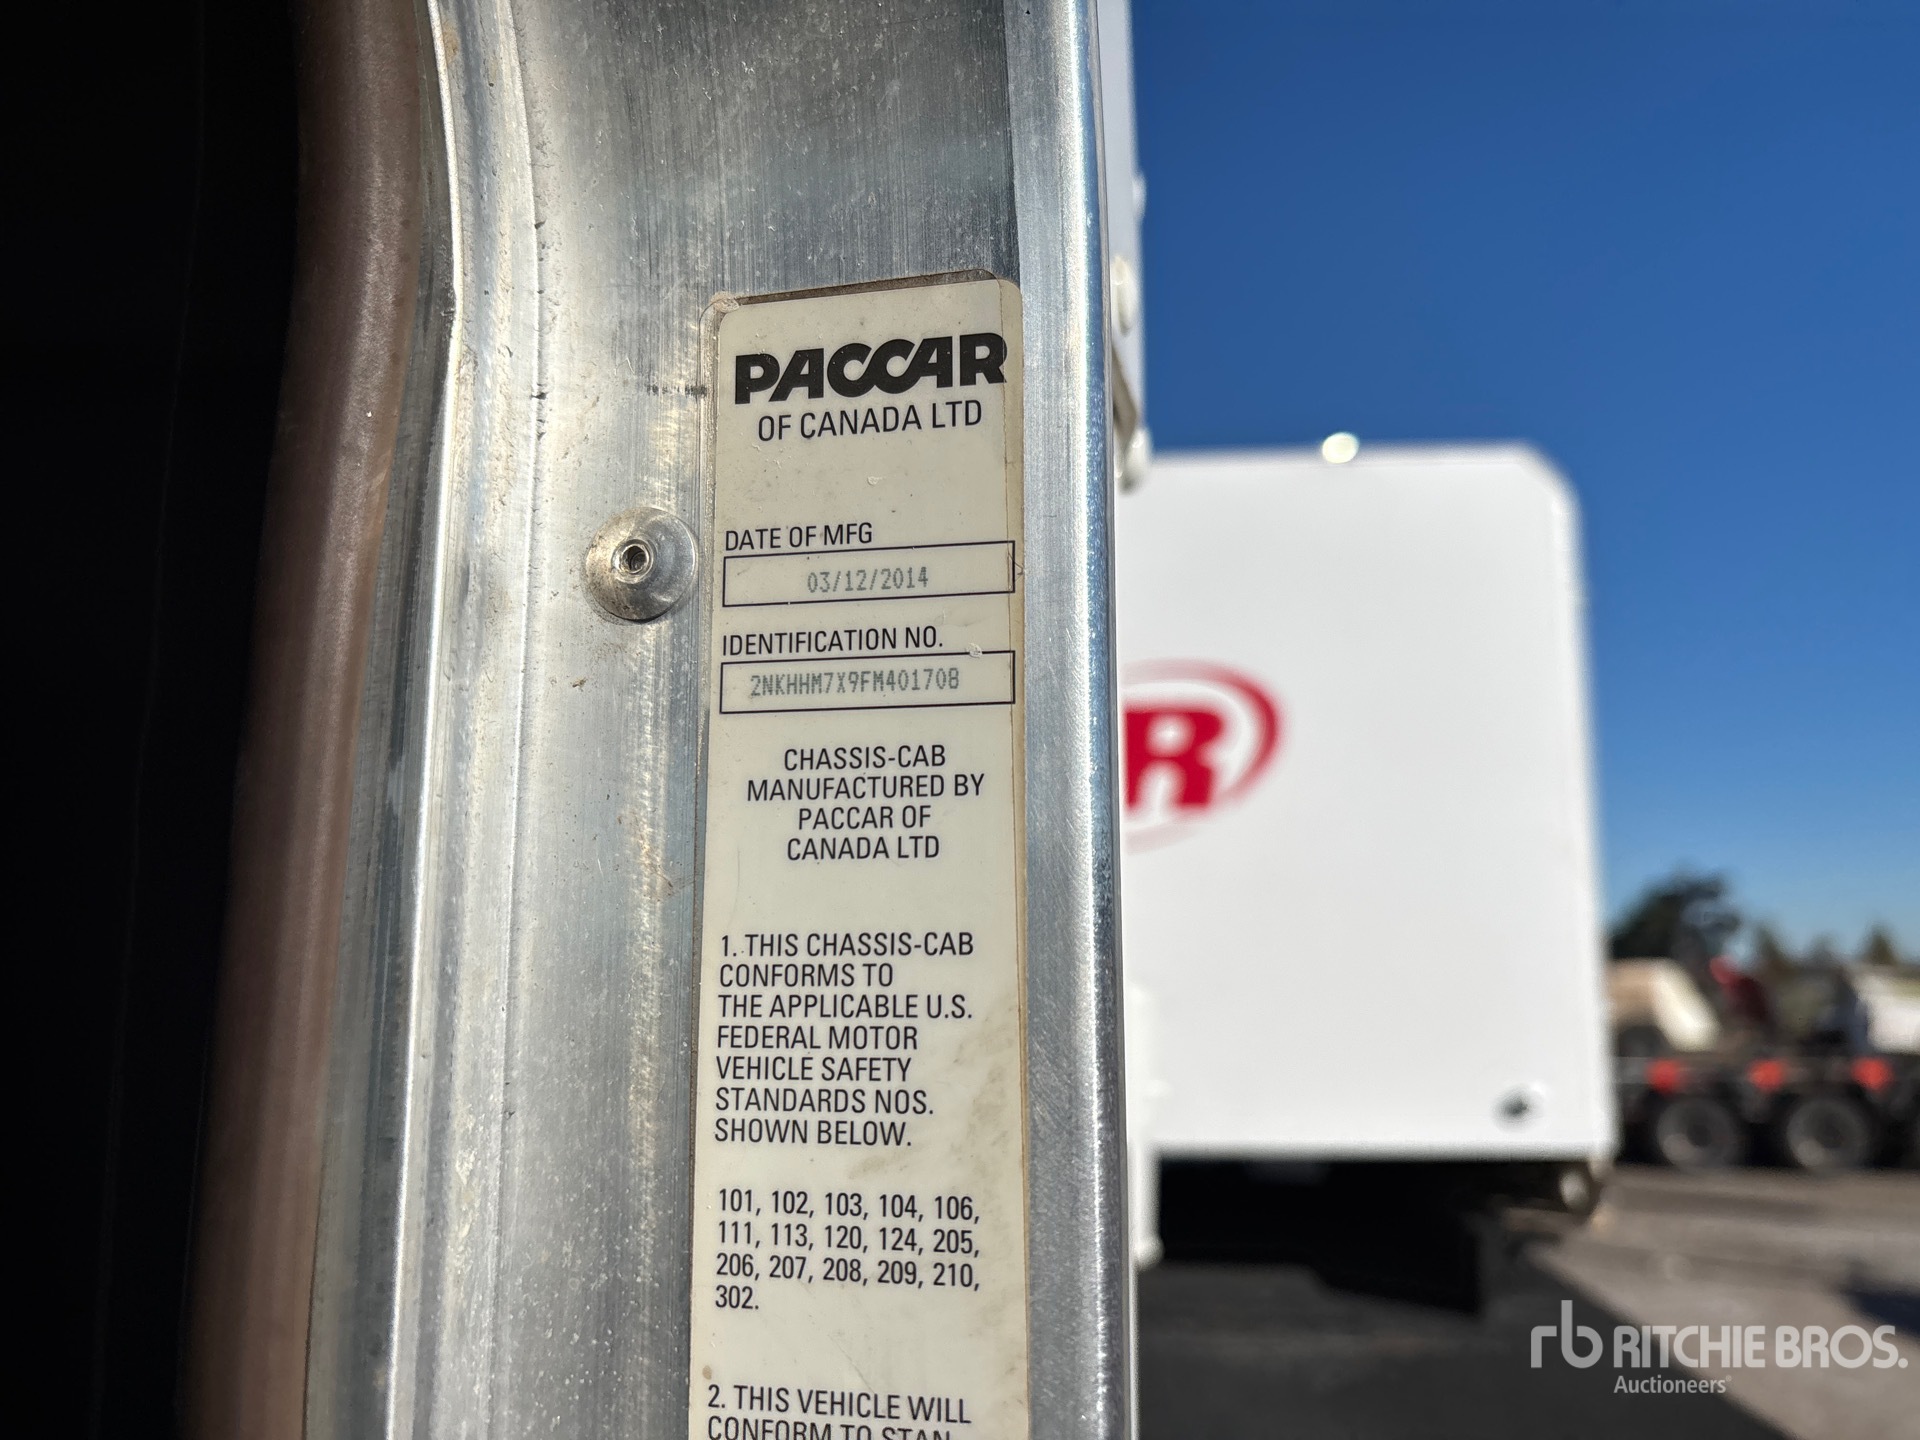 PACCAR
OF CANADA LTD
DATE OF MFG
03/12/2014
IDENTIFICATION NO.
2NKHHM7X9FM401708
CHASSIS-CAB
MANUFACTURED BY
PACCAR OF
CANADA LTD
1. THIS CHASSIS-CAB
CONFORMS TO
THE APPLICABLE U.S.
FEDERAL MOTOR
VEHICLE SAFETY
STANDARDS NOS.
SHOWN BELOW.
101, 102, 103, 104, 106,
111, 113, 120, 124, 205,
206, 207, 208, 209, 210,
302.
2. THIS VEHICLE WILL
CONFORM TO STAN-
R
rb RITCHIE BROS.
Auctioneers